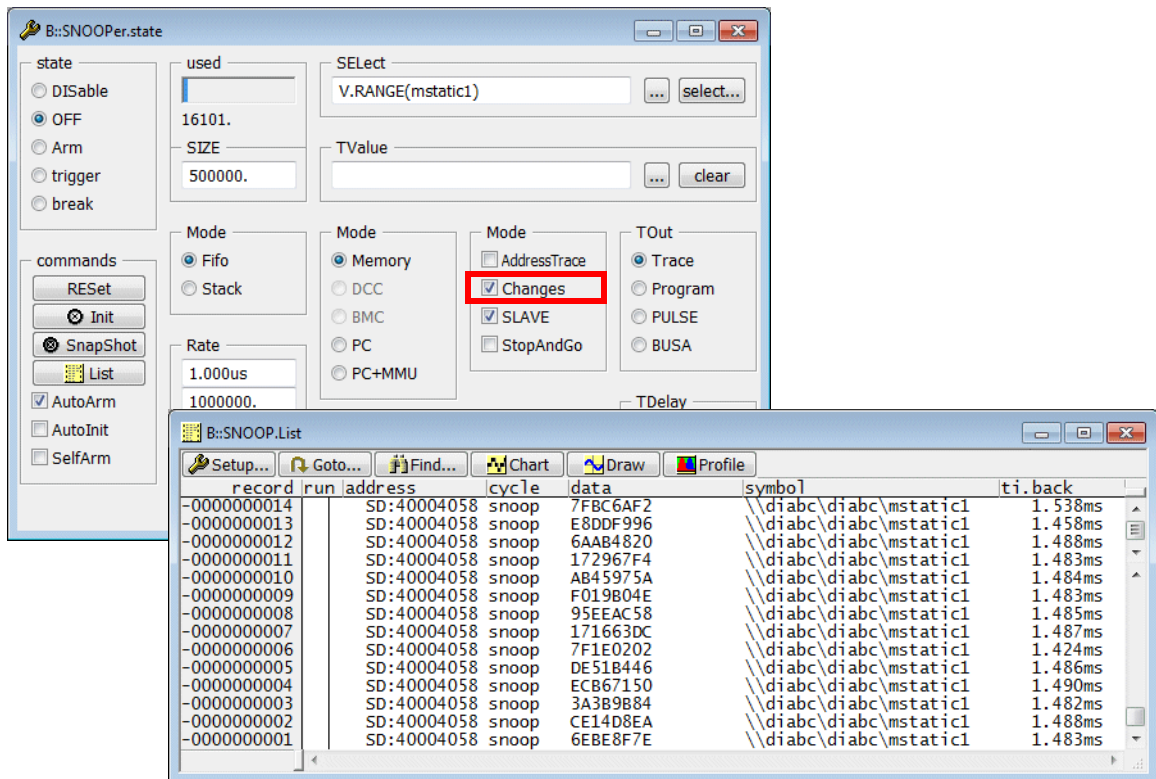 B::SNOOPer.state
state
DISable
OFF
Arm
trigger
break
used
16101.
SIZE
500000.
SELect
V.RANGE(mstatic1)
...
select...
TValue
...
clear
commands
RESet
Init
SnapShot
List
AutoArm
AutoInit
SelfArm
Mode
Fifo
Stack
Rate
1.000us
1000000.
Mode
Memory
DCC
BMC
PC
PC+MMU
Mode
AddressTrace
Changes
SLAVE
StopAndGo
TOut
Trace
Program
PULSE
BUSA
TDelay
B::SNOOP.List
Setup... Goto... Find... Chart Draw Profile
record run address cycle data symbol ti.back
-0000000014 SD:40004058 snoop 7FBC6AF2 \\diabc\diabc\mstatic1 1.538ms
-0000000013 SD:40004058 snoop E8DDF996 \\diabc\diabc\mstatic1 1.458ms
-0000000012 SD:40004058 snoop 6AAB4820 \\diabc\diabc\mstatic1 1.488ms
-0000000011 SD:40004058 snoop 172967F4 \\diabc\diabc\mstatic1 1.483ms
-0000000010 SD:40004058 snoop AB45975A \\diabc\diabc\mstatic1 1.484ms
-0000000009 SD:40004058 snoop F019B04E \\diabc\diabc\mstatic1 1.483ms
-0000000008 SD:40004058 snoop 95EEAC58 \\diabc\diabc\mstatic1 1.485ms
-0000000007 SD:40004058 snoop 171663DC \\diabc\diabc\mstatic1 1.487ms
-0000000006 SD:40004058 snoop 7F1E0202 \\diabc\diabc\mstatic1 1.424ms
-0000000005 SD:40004058 snoop DE51B446 \\diabc\diabc\mstatic1 1.486ms
-0000000004 SD:40004058 snoop ECB67150 \\diabc\diabc\mstatic1 1.490ms
-0000000003 SD:40004058 snoop 3A3B9B84 \\diabc\diabc\mstatic1 1.482ms
-0000000002 SD:40004058 snoop CE14D8EA \\diabc\diabc\mstatic1 1.488ms
-0000000001 SD:40004058 snoop 6EBE8F7E \\diabc\diabc\mstatic1 1.483ms